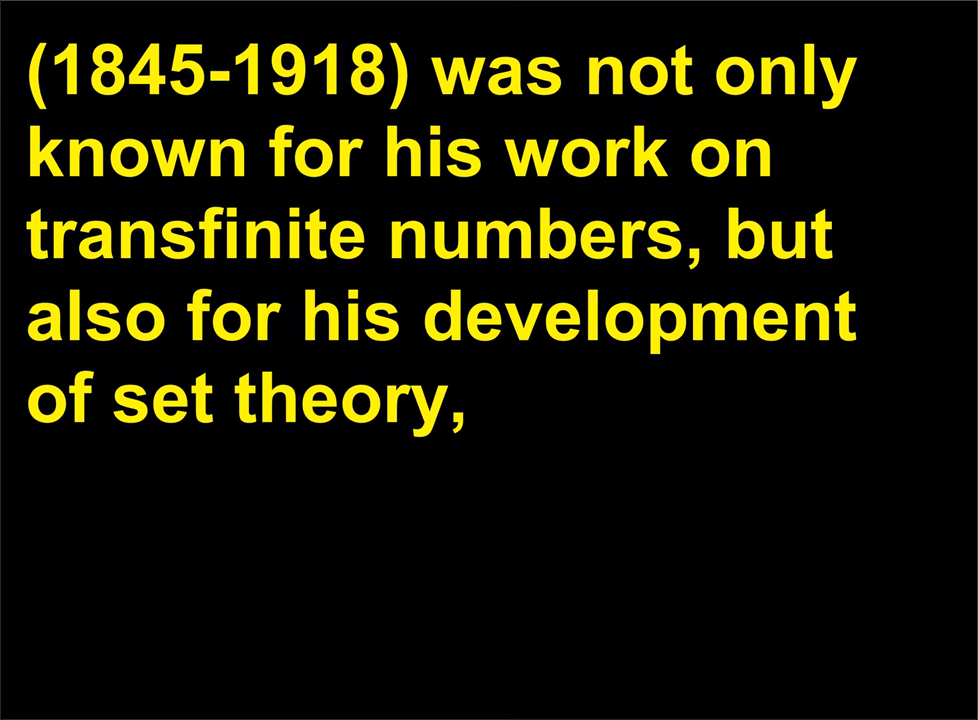 (1845-1918) was not only
known for his work on
transfinite numbers, but
also for his development
of set theory,